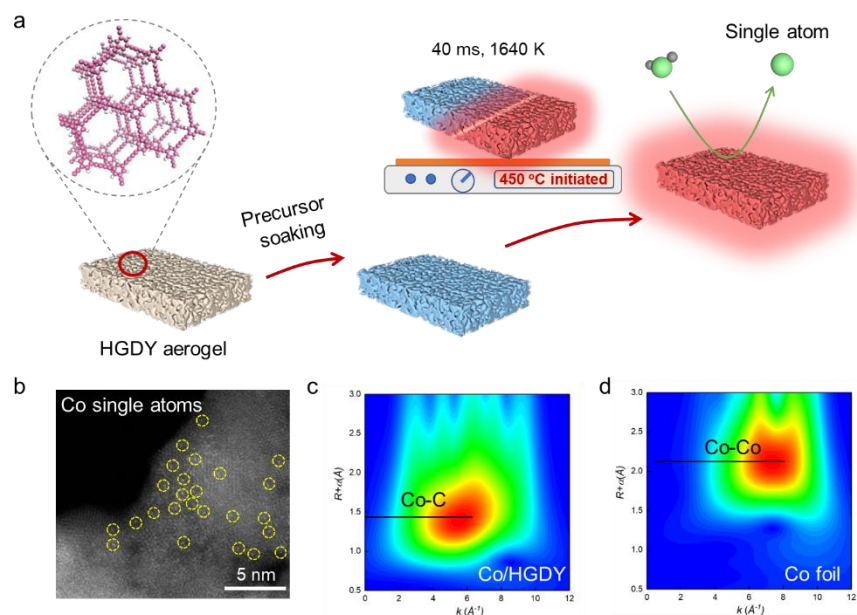 a
40 ms, 1640 K
Single atom
450 °C initiated
Precursor
soaking
HGDY aerogel
b
Co single atoms
5 nm
c
3.0
2.5
2.0
1.5
1.0
0.5
R+α(Å)
Co-C
Co/HGDY
0 2 4 6 8 10 12
k (Å⁻¹)
d
3.0
2.5
2.0
1.5
1.0
0.5
R+α(Å)
Co-Co
Co foil
0 2 4 6 8 10 12
k (Å⁻¹)